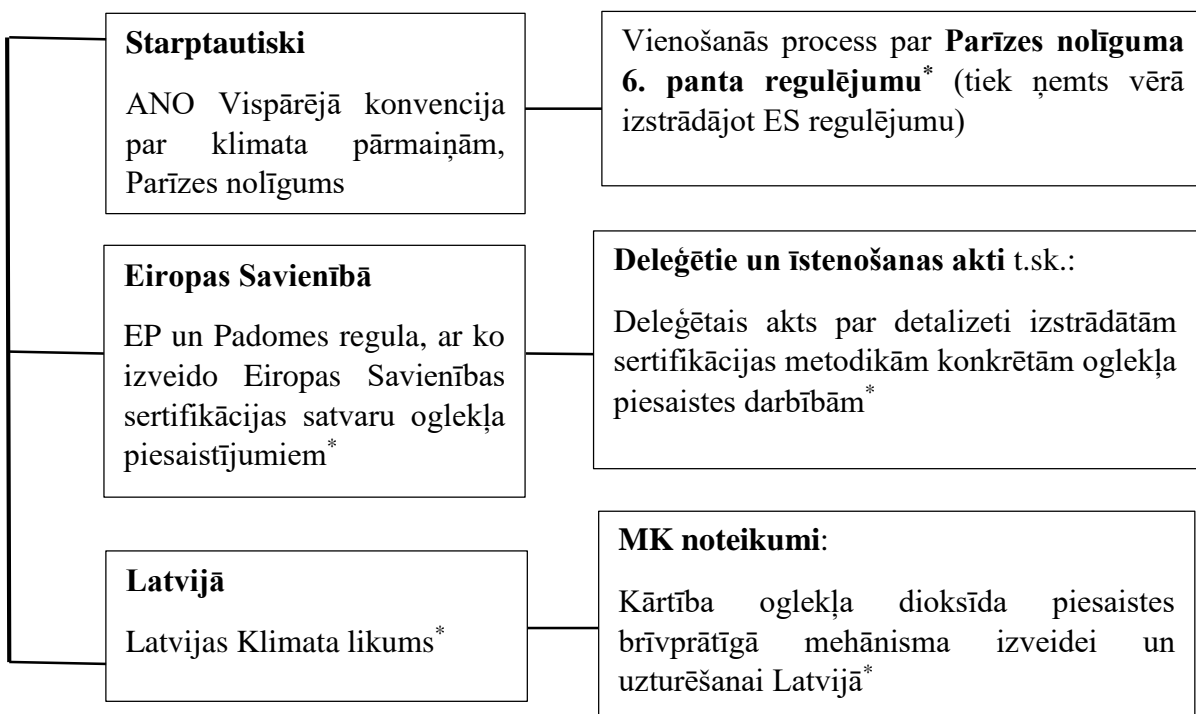 Starptautiski
ANO Vispārējā konvencija
par klimata pārmaiņām,
Parīzes nolīgums
Vienošanās process par Parīzes nolīguma
6. panta regulējumu* (tiek ņemts vērā
izstrādājot ES regulējumu)
Eiropas Savienībā
EP un Padomes regula, ar ko
izveido Eiropas Savienības
sertifikācijas satvaru oglekļa
piesaistījumiem*
Deleģētie un īstenošanas akti t.sk.:
Deleģētais akts par detalizeti izstrādātām
sertifikācijas metodikām konkrētām oglekļa
piesaistes darbībām*
Latvijā
Latvijas Klimata likums*
MK noteikumi:
Kārtība oglekļa dioksīda piesaistes
brīvprātīgā mehānisma izveidei un
uzturēšanai Latvijā*